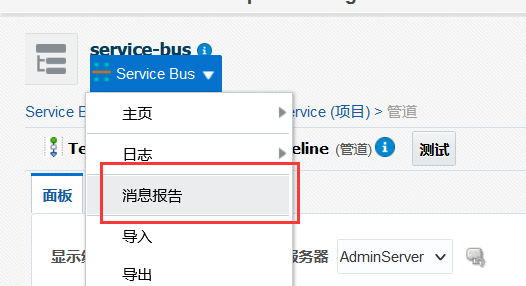 service-bus
Service Bus
Service B
ervice (项目) > 管道
主页
日志
Te
eline (管道)
测试
消息报告
面板
导入
显示
服务器 AdminServer
导出